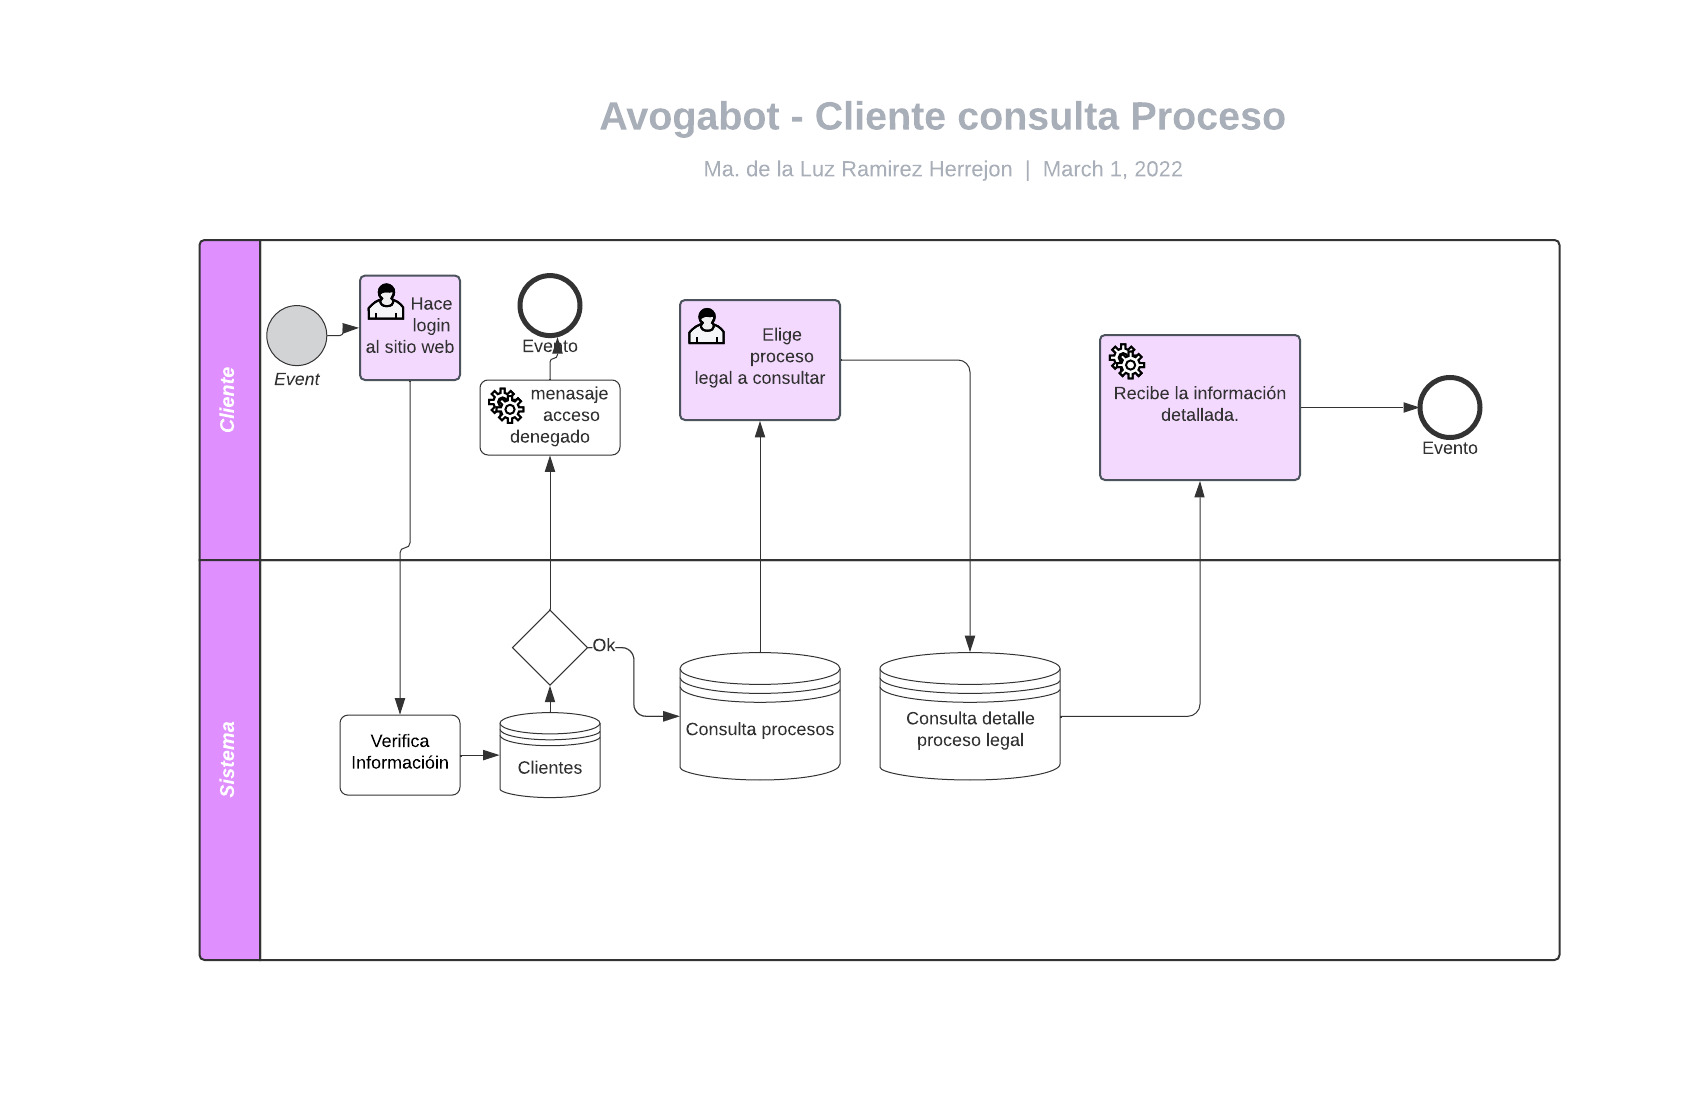 Avogabot - Cliente consulta Proceso
Ma. de la Luz Ramirez Herrejon | March 1, 2022
Cliente
Event
Hace
login
al sitio web
Evento
menasaje
acceso
denegado
Elige
proceso
legal a consultar
Recibe la información
detallada.
Evento
Sistema
Verifica
Informacióin
Clientes
Ok
Consulta procesos
Consulta detalle
proceso legal